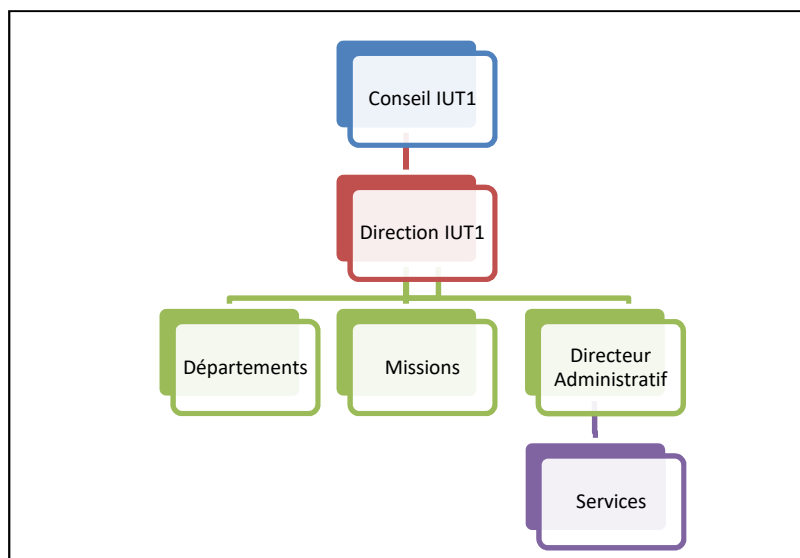 Conseil IUT1
Direction IUT1
Départements
Missions
Directeur
Administratif
Services